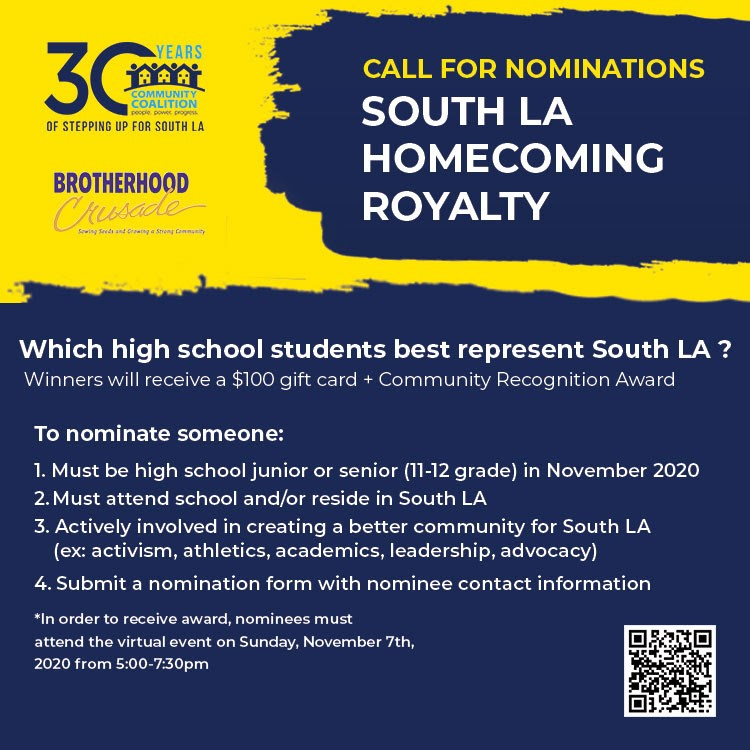 30 YEARS
COMMUNITY
COALITION
people. power. progress.
OF STEPPING UP FOR SOUTH LA
BROTHERHOOD
Crusade
Sowing Seeds and Growing a Strong Community
CALL FOR NOMINATIONS
SOUTH LA
HOMECOMING
ROYALTY
Which high school students best represent South LA ?
Winners will receive a $100 gift card + Community Recognition Award
To nominate someone:
1. Must be high school junior or senior (11-12 grade) in November 2020
2. Must attend school and/or reside in South LA
3. Actively involved in creating a better community for South LA
(ex: activism, athletics, academics, leadership, advocacy)
4. Submit a nomination form with nominee contact information
*In order to receive award, nominees must
attend the virtual event on Sunday, November 7th,
2020 from 5:00-7:30pm